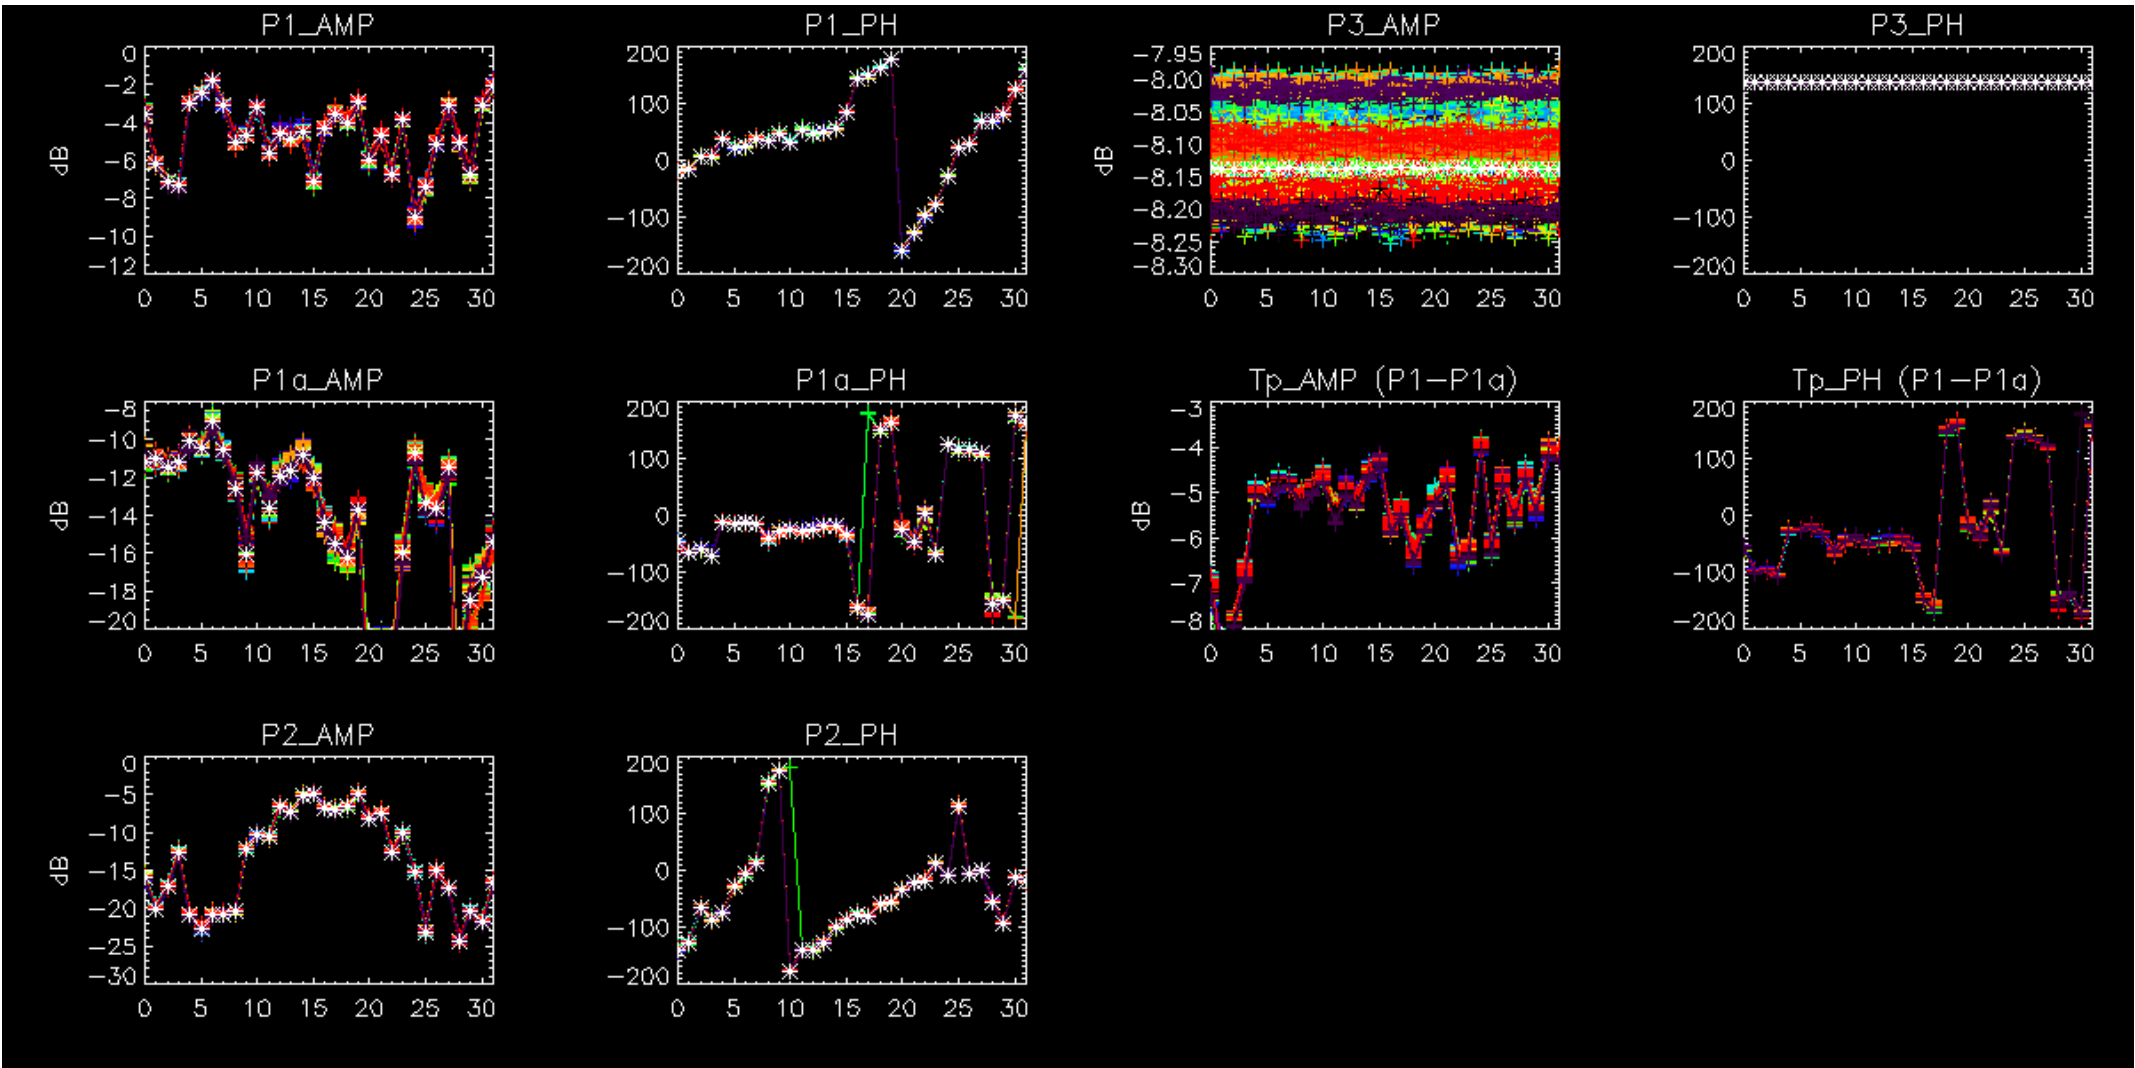 P1_AMP P1_PH P3_AMP P3_PH
0 −2 −4 −6 −8 −10 −12
dB
0 5 10 15 20 25 30
200 100 0 −100 −200
0 5 10 15 20 25 30
−7.95 −8.00 −8.05 −8.10 −8.15 −8.20 −8.25 −8.30
dB
0 5 10 15 20 25 30
200 100 0 −100 −200
0 5 10 15 20 25 30
P1a_AMP P1a_PH Tp_AMP (P1−P1a) Tp_PH (P1−P1a)
−8 −10 −12 −14 −16 −18 −20
dB
0 5 10 15 20 25 30
200 100 0 −100 −200
0 5 10 15 20 25 30
−3 −4 −5 −6 −7 −8
dB
0 5 10 15 20 25 30
200 100 0 −100 −200
0 5 10 15 20 25 30
P2_AMP P2_PH
0 −5 −10 −15 −20 −25 −30
dB
0 5 10 15 20 25 30
200 100 0 −100 −200
0 5 10 15 20 25 30